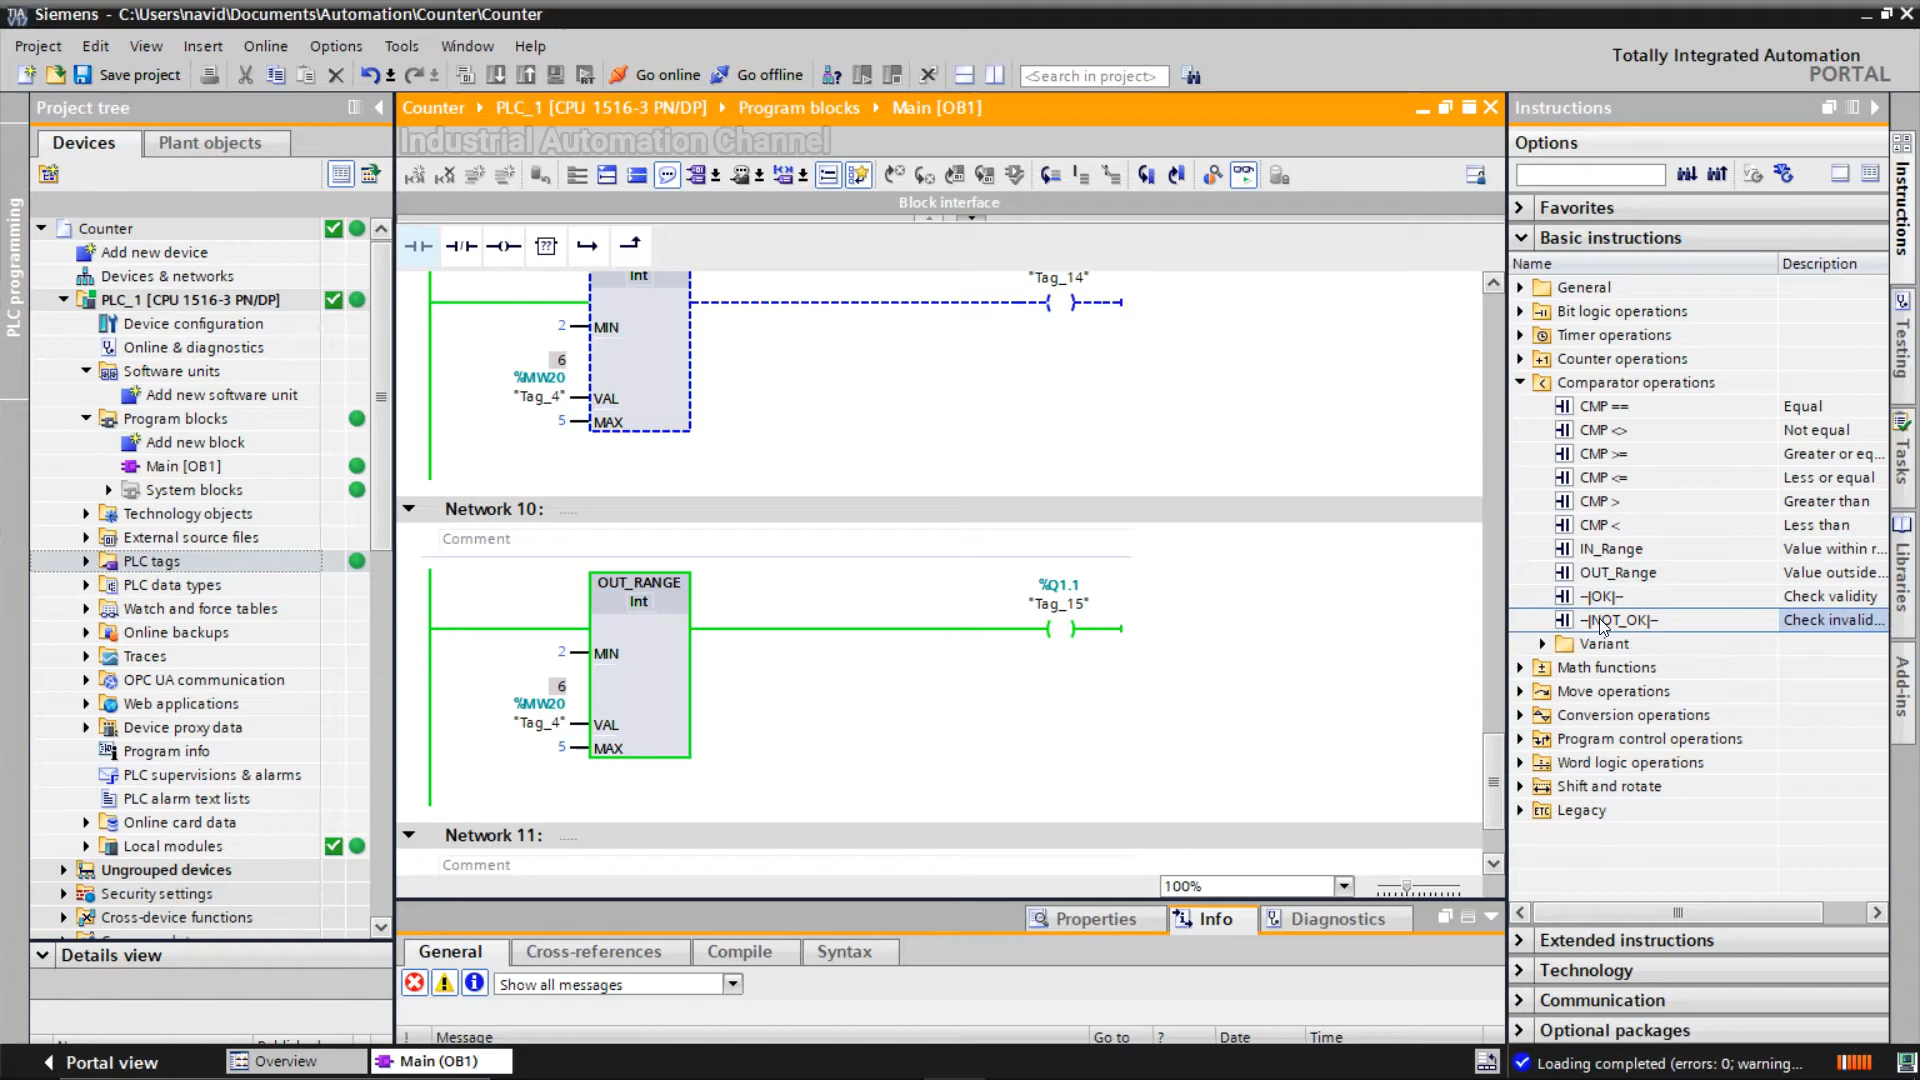 Siemens - C:\Users\navid\Documents\Automation\Counter\Counter
Project Edit View Insert Online Options Tools Window Help
Totally Integrated Automation
PORTAL
Save project Go online Go offline <Search in project>
PLC programming
Project tree
Devices Plant objects
Counter
Add new device
Devices & networks
PLC_1 [CPU 1516-3 PN/DP]
Device configuration
Online & diagnostics
Software units
Add new software unit
Program blocks
Add new block
Main [OB1]
System blocks
Technology objects
External source files
PLC tags
PLC data types
Watch and force tables
Online backups
Traces
OPC UA communication
Web applications
Device proxy data
Program info
PLC supervisions & alarms
PLC alarm text lists
Online card data
Local modules
Ungrouped devices
Security settings
Cross-device functions
Details view
Counter PLC_1 [CPU 1516-3 PN/DP] Program blocks Main [OB1]
Industrial Automation Channel
Block interface
??
Int
"Tag_14"
2 MIN
6
%MW20
"Tag_4" VAL
5 MAX
Network 10: .....
Comment
OUT_RANGE
Int
%Q1.1
"Tag_15"
2 MIN
6
%MW20
"Tag_4" VAL
5 MAX
Network 11: .....
Comment
100%
Properties Info Diagnostics
General Cross-references Compile Syntax
Show all messages
! Message Go to ? Date Time
Instructions
Options
Favorites
Basic instructions
Name Description
General
Bit logic operations
Timer operations
Counter operations
Comparator operations
CMP == Equal
CMP <> Not equal
CMP >= Greater or eq...
CMP <= Less or equal
CMP > Greater than
CMP < Less than
IN_Range Value within r...
OUT_Range Value outside...
-|OK|- Check validity
-|NOT_OK|- Check invalid...
Variant
Math functions
Move operations
Conversion operations
Program control operations
Word logic operations
Shift and rotate
Legacy
Extended instructions
Technology
Communication
Optional packages
Instructions
Testing
Tasks
Libraries
Add-ins
Portal view Overview Main (OB1)
Loading completed (errors: 0; warning...